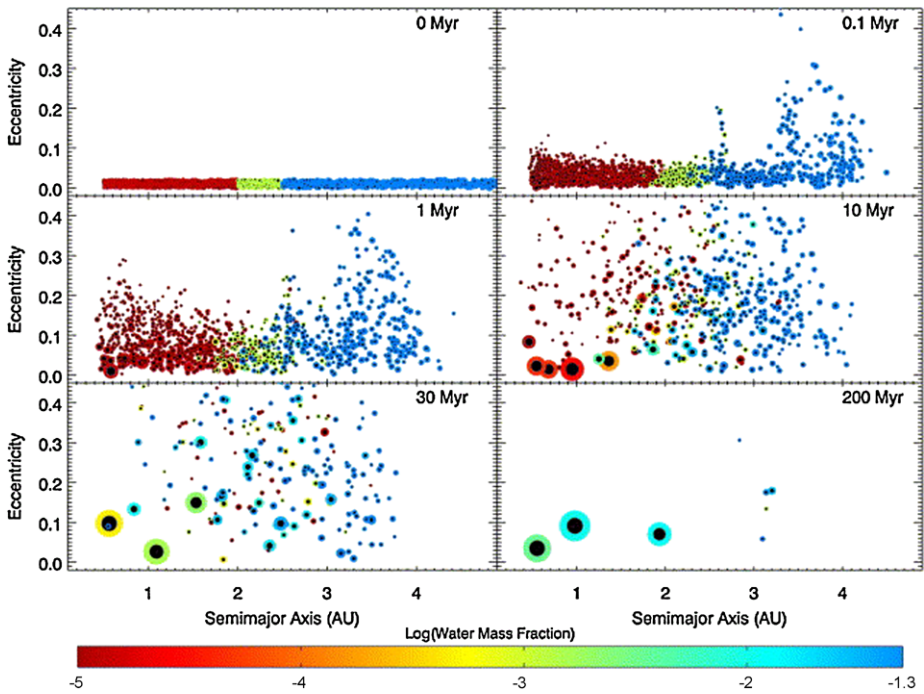 0 Myr
0.1 Myr
Eccentricity
0.4
0.3
0.2
0.1
0.0
1 Myr
10 Myr
Eccentricity
0.4
0.3
0.2
0.1
0.0
30 Myr
200 Myr
Eccentricity
0.4
0.3
0.2
0.1
0.0
1 2 3 4 1 2 3 4
Semimajor Axis (AU) Semimajor Axis (AU)
Log(Water Mass Fraction)
-5 -4 -3 -2 -1.3